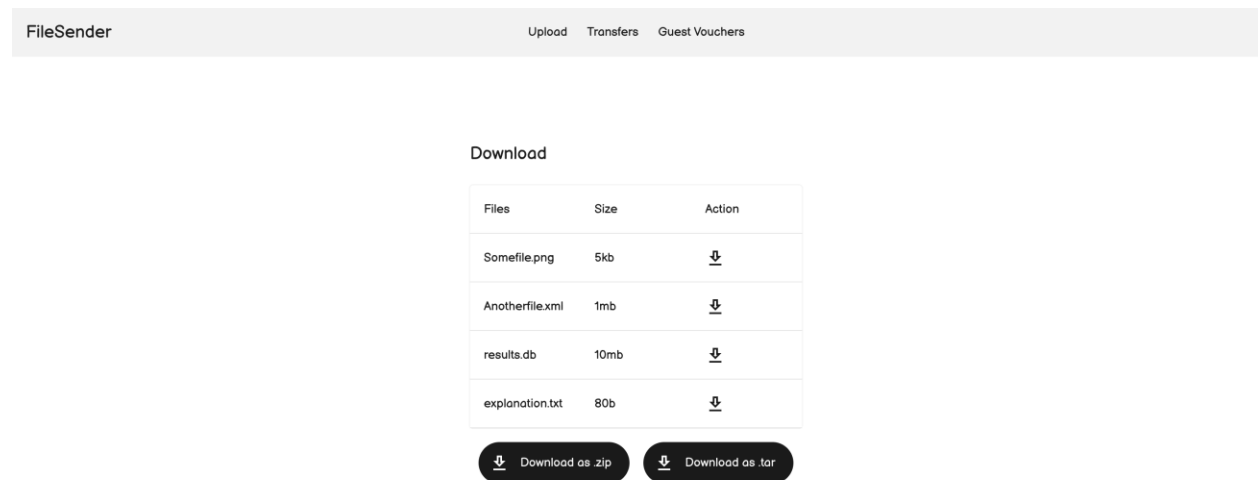 FileSender
Upload Transfers Guest Vouchers
Download
Files Size Action
Somefile.png 5kb
Anotherfile.xml 1mb
results.db 10mb
explanation.txt 80b
Download as .zip Download as .tar